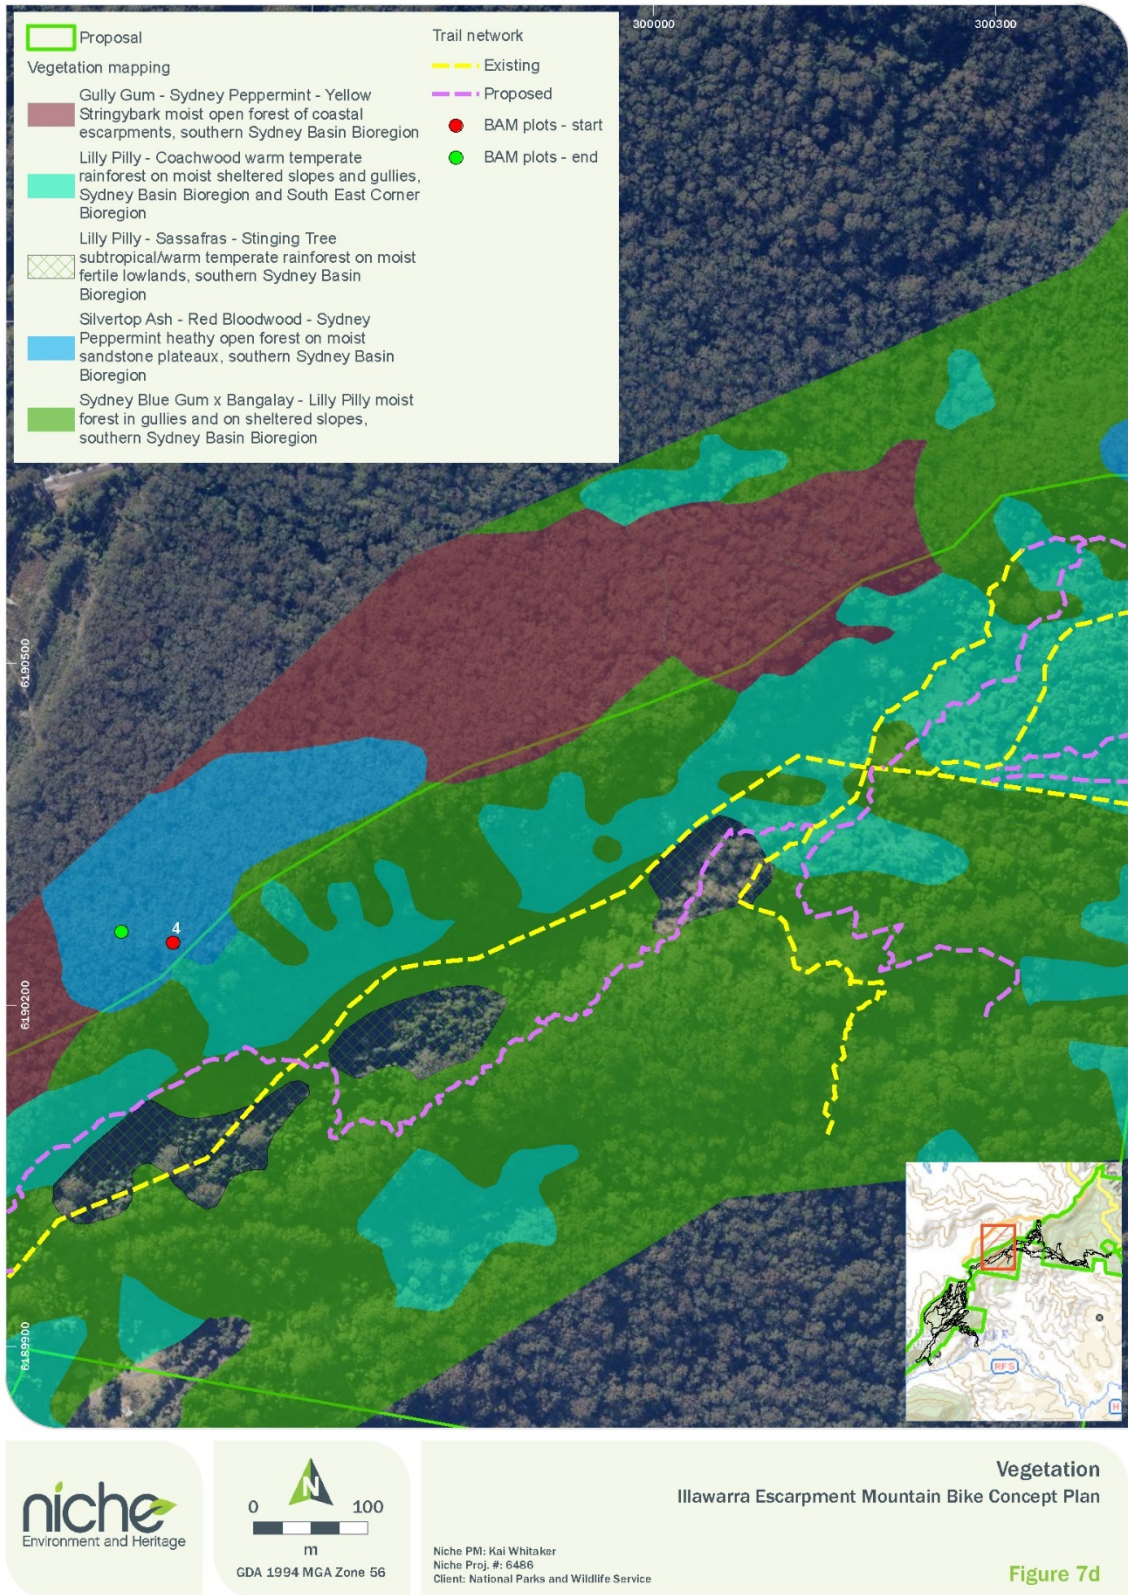 300000
300300
Proposal
Vegetation mapping
Gully Gum - Sydney Peppermint - Yellow
Stringybark moist open forest of coastal
escarpments, southern Sydney Basin Bioregion
Lilly Pilly - Coachwood warm temperate
rainforest on moist sheltered slopes and gullies,
Sydney Basin Bioregion and South East Corner
Bioregion
Lilly Pilly - Sassafras - Stinging Tree
subtropical/warm temperate rainforest on moist
fertile lowlands, southern Sydney Basin
Bioregion
Silvertop Ash - Red Bloodwood - Sydney
Peppermint heathy open forest on moist
sandstone plateaux, southern Sydney Basin
Bioregion
Sydney Blue Gum x Bangalay - Lilly Pilly moist
forest in gullies and on sheltered slopes,
southern Sydney Basin Bioregion
Trail network
Existing
Proposed
BAM plots - start
BAM plots - end
6190500
4
6190200
6189900
RFS
H
niche
Environment and Heritage
N
0 100
m
GDA 1994 MGA Zone 56
Niche PM: Kai Whitaker
Niche Proj. #: 6486
Client: National Parks and Wildlife Service
Vegetation
Illawarra Escarpment Mountain Bike Concept Plan
Figure 7d